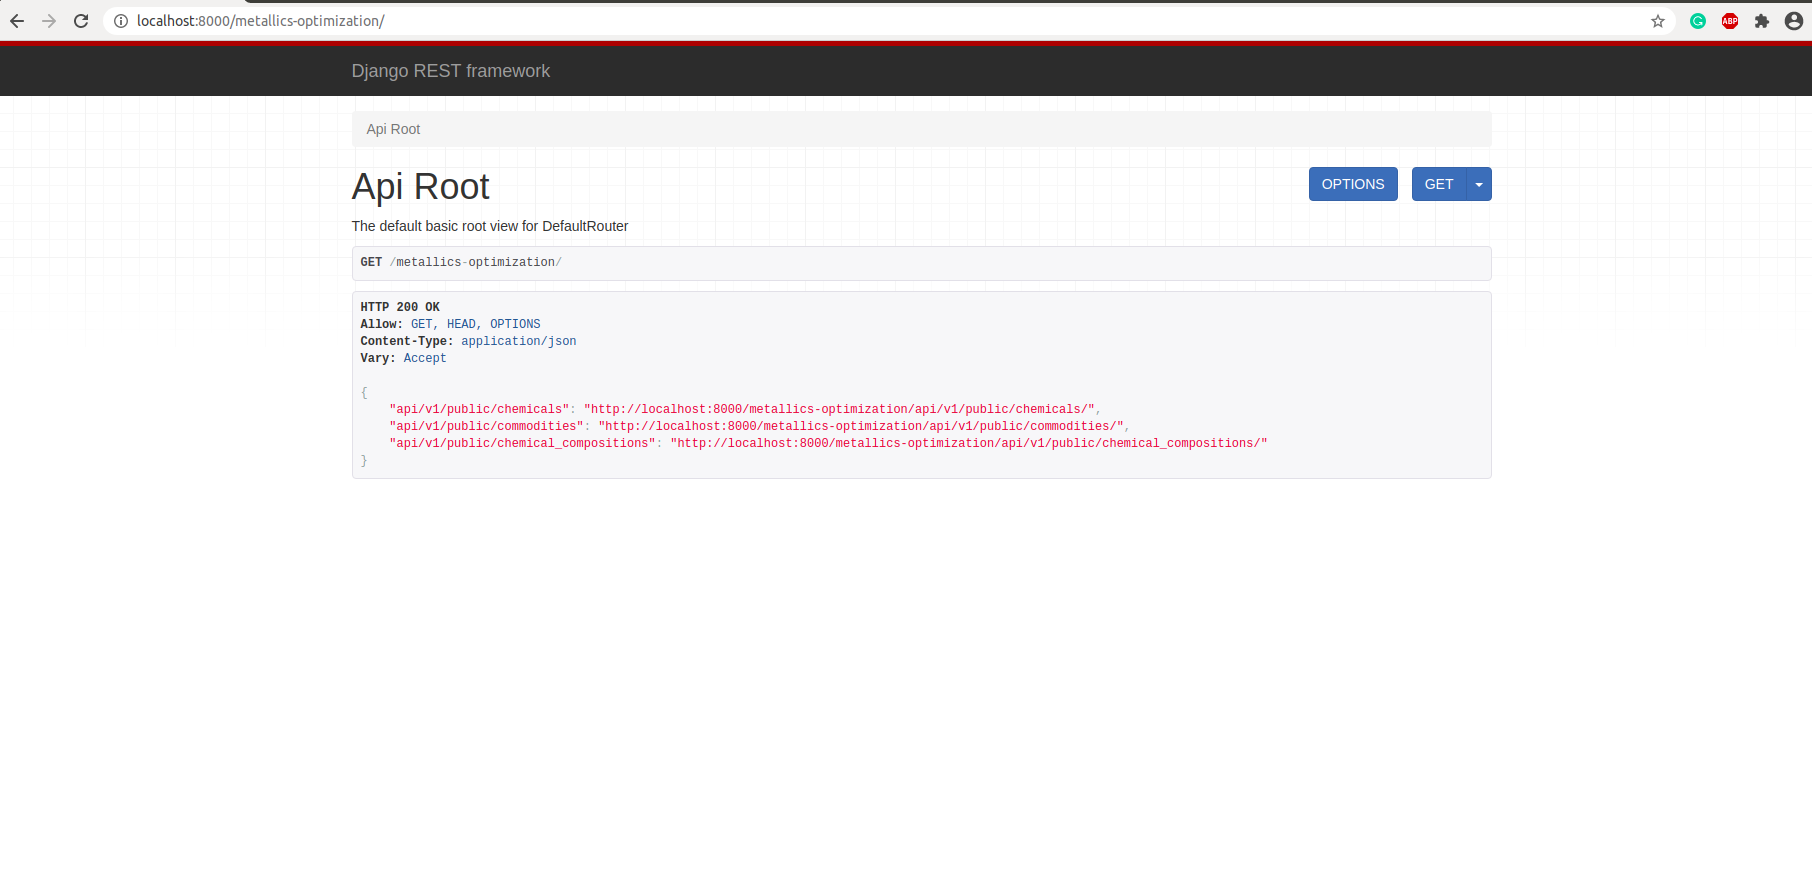 localhost:8000/metallics-optimization/
ABP
Django REST framework
Api Root
Api Root
OPTIONS
GET
The default basic root view for DefaultRouter
GET /metallics-optimization/
HTTP 200 OK
Allow: GET, HEAD, OPTIONS
Content-Type: application/json
Vary: Accept
{
"api/v1/public/chemicals": "http://localhost:8000/metallics-optimization/api/v1/public/chemicals/",
"api/v1/public/commodities": "http://localhost:8000/metallics-optimization/api/v1/public/commodities/",
"api/v1/public/chemical_compositions": "http://localhost:8000/metallics-optimization/api/v1/public/chemical_compositions/"
}